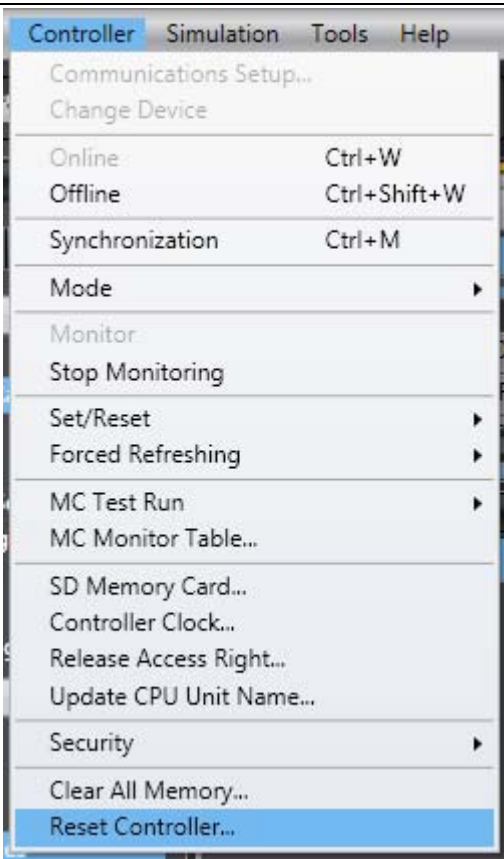 Controller Simulation Tools Help
Communications Setup...
Change Device
Online Ctrl+W
Offline Ctrl+Shift+W
Synchronization Ctrl+M
Mode
Monitor
Stop Monitoring
Set/Reset
Forced Refreshing
MC Test Run
MC Monitor Table...
SD Memory Card...
Controller Clock...
Release Access Right...
Update CPU Unit Name...
Security
Clear All Memory...
Reset Controller...